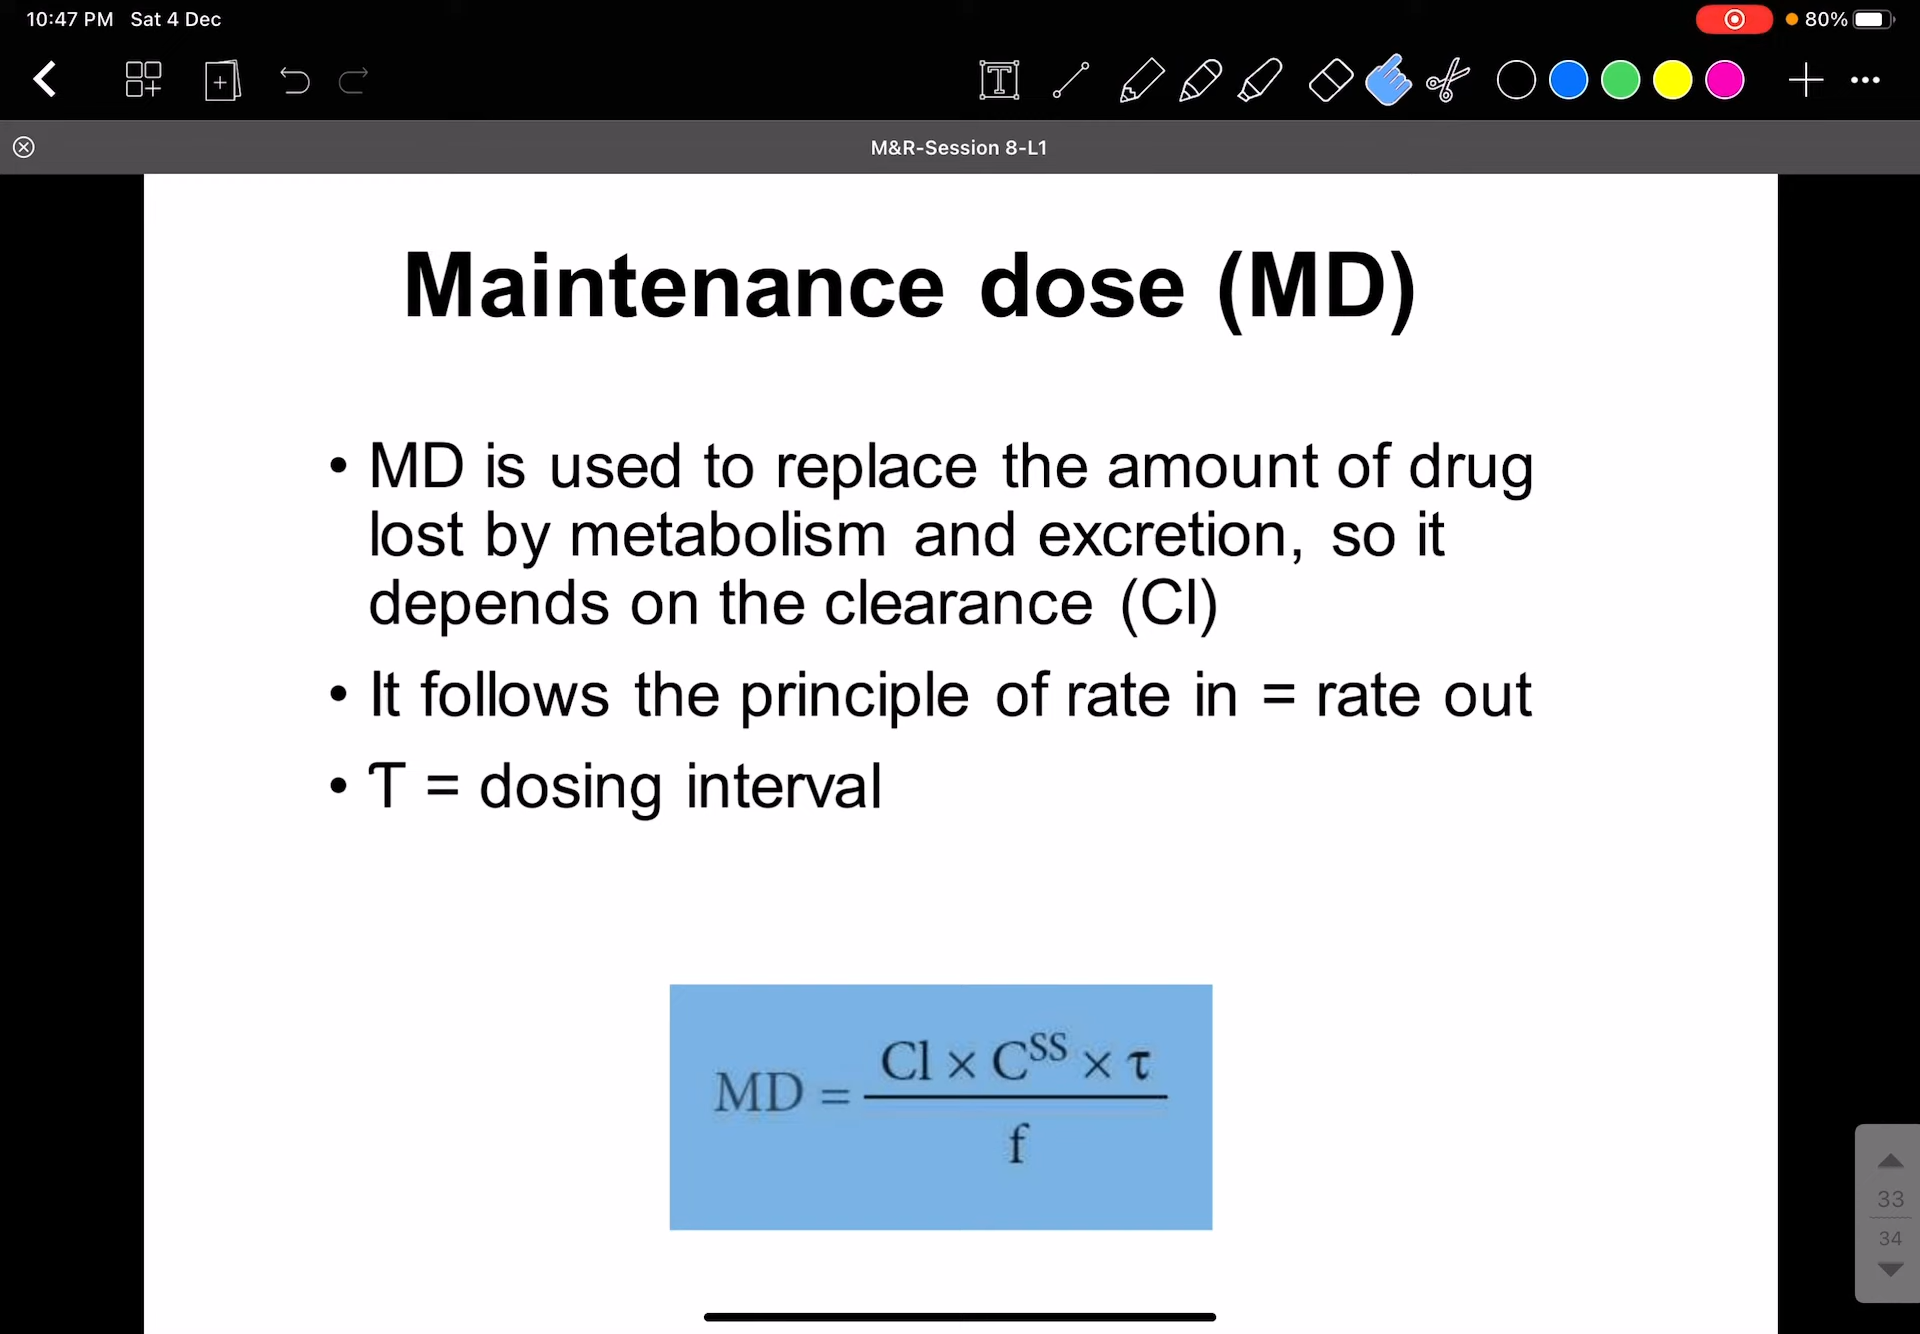 10:47 PM Sat 4 Dec
80%
M&R-Session 8-L1
Maintenance dose (MD)
• MD is used to replace the amount of drug
lost by metabolism and excretion, so it
depends on the clearance (Cl)
• It follows the principle of rate in = rate out
• Ƭ = dosing interval
MD = Cl × C^SS × τ / f
33
34